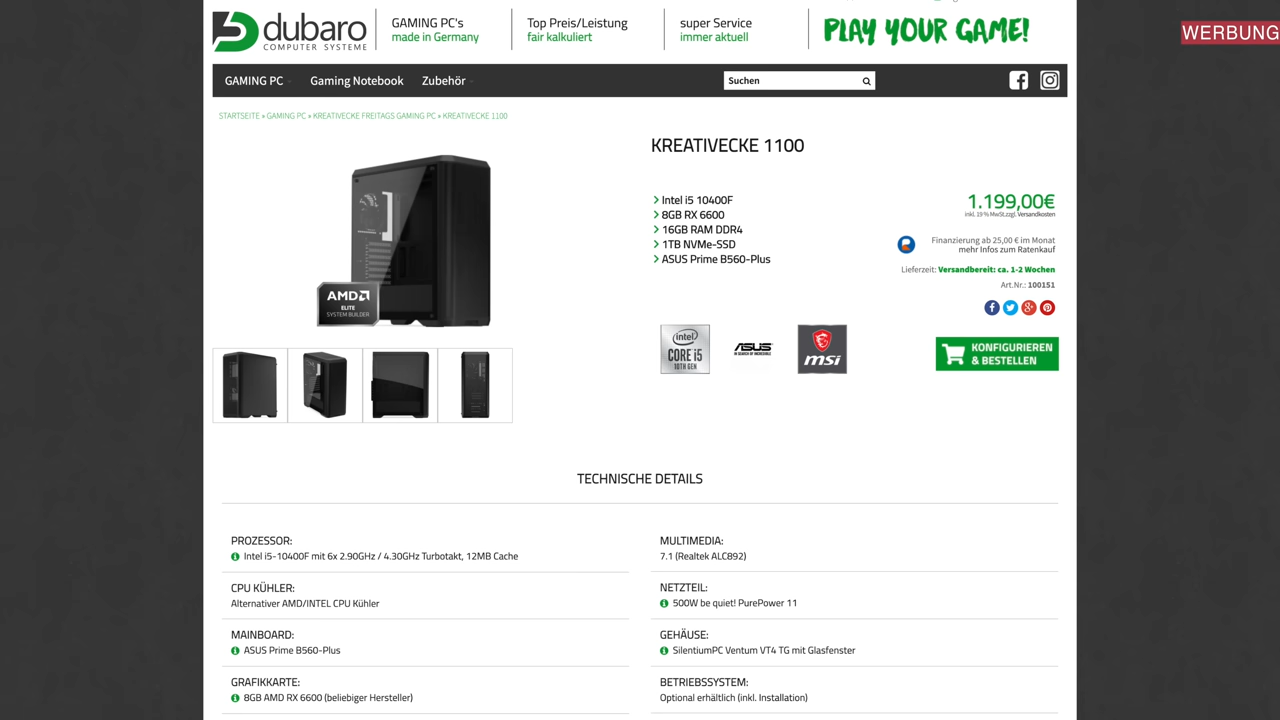 dubaro
COMPUTER SYSTEME
GAMING PC's
made in Germany
Top Preis/Leistung
fair kalkuliert
super Service
immer aktuell
PLAY YOUR GAME!
WERBUNG
GAMING PC
Gaming Notebook
Zubehör
Suchen
STARTSEITE » GAMING PC » KREATIVECKE FREITAGS GAMING PC » KREATIVECKE 1100
KREATIVECKE 1100
Intel i5 10400F
8GB RX 6600
16GB RAM DDR4
1TB NVMe-SSD
ASUS Prime B560-Plus
1.199,00€
inkl. 19 % MwSt.zzgl. Versandkosten
Finanzierung ab 25,00 € im Monat
mehr Infos zum Ratenkauf
Lieferzeit: Versandbereit: ca. 1-2 Wochen
Art.Nr.: 100151
AMD
ELITE
SYSTEM BUILDER
intel
CORE i5
10TH GEN
ASUS
IN SEARCH OF INCREDIBLE
msi
KONFIGURIEREN
& BESTELLEN
TECHNISCHE DETAILS
PROZESSOR:
Intel i5-10400F mit 6x 2.90GHz / 4.30GHz Turbotakt, 12MB Cache
CPU KÜHLER:
Alternativer AMD/INTEL CPU Kühler
MAINBOARD:
ASUS Prime B560-Plus
GRAFIKKARTE:
8GB AMD RX 6600 (beliebiger Hersteller)
MULTIMEDIA:
7.1 (Realtek ALC892)
NETZTEIL:
500W be quiet! PurePower 11
GEHÄUSE:
SilentiumPC Ventum VT4 TG mit Glasfenster
BETRIEBSSYSTEM:
Optional erhältlich (inkl. Installation)